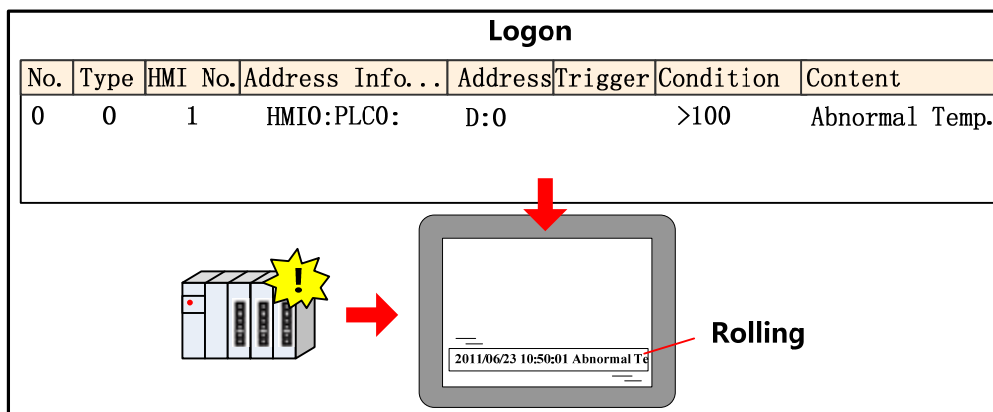 Logon
No. Type HMI No. Address Info... Address Trigger Condition Content
0 0 1 HMI0:PLC0: D:0 >100 Abnormal Temp.
!
Rolling
2011/06/23 10:50:01 Abnormal Te